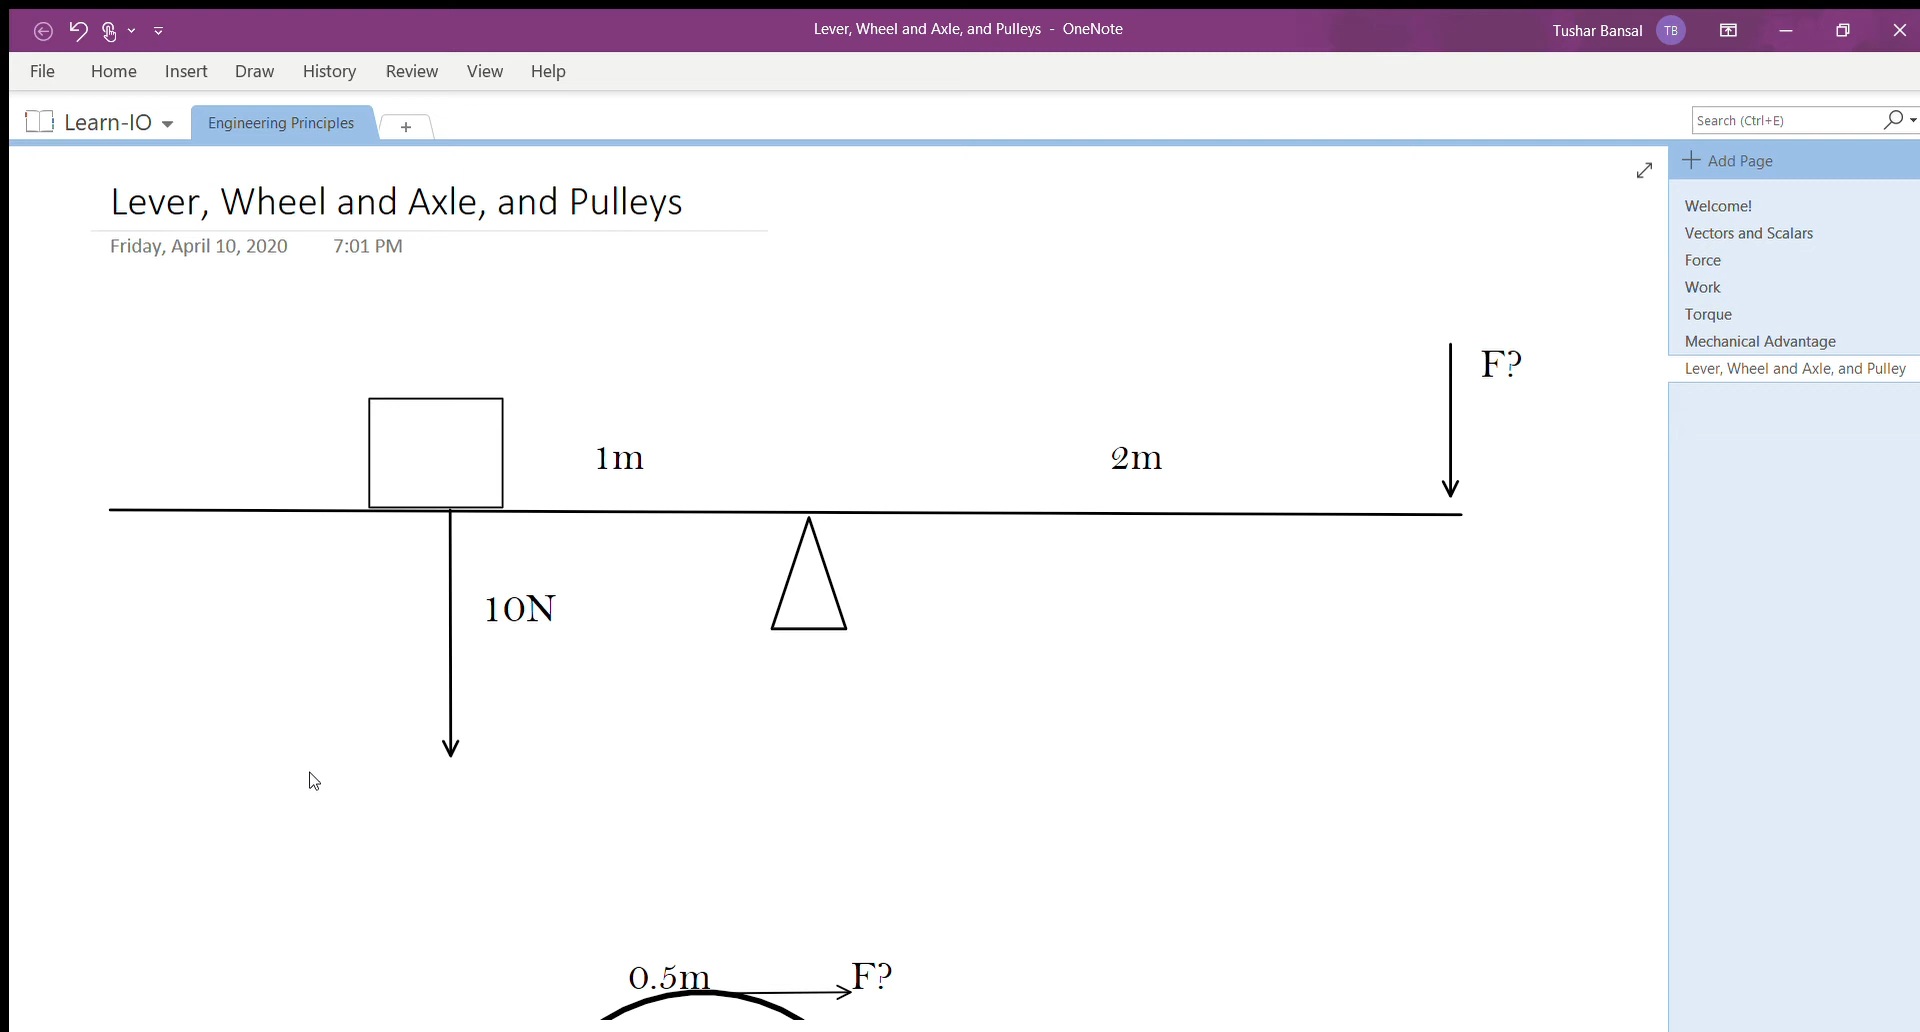 Lever, Wheel and Axle, and Pulleys - OneNote
Tushar Bansal TB
File Home Insert Draw History Review View Help
Learn-IO Engineering Principles +
Search (Ctrl+E)
Add Page
Welcome!
Vectors and Scalars
Force
Work
Torque
Mechanical Advantage
Lever, Wheel and Axle, and Pulley
Lever, Wheel and Axle, and Pulleys
Friday, April 10, 2020 7:01 PM
F?
1m 2m
10N
0.5m F?